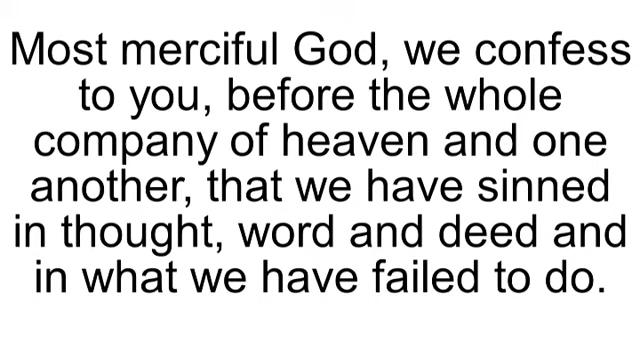 Most merciful God, we confess
to you, before the whole
company of heaven and one
another, that we have sinned
in thought, word and deed and
in what we have failed to do.